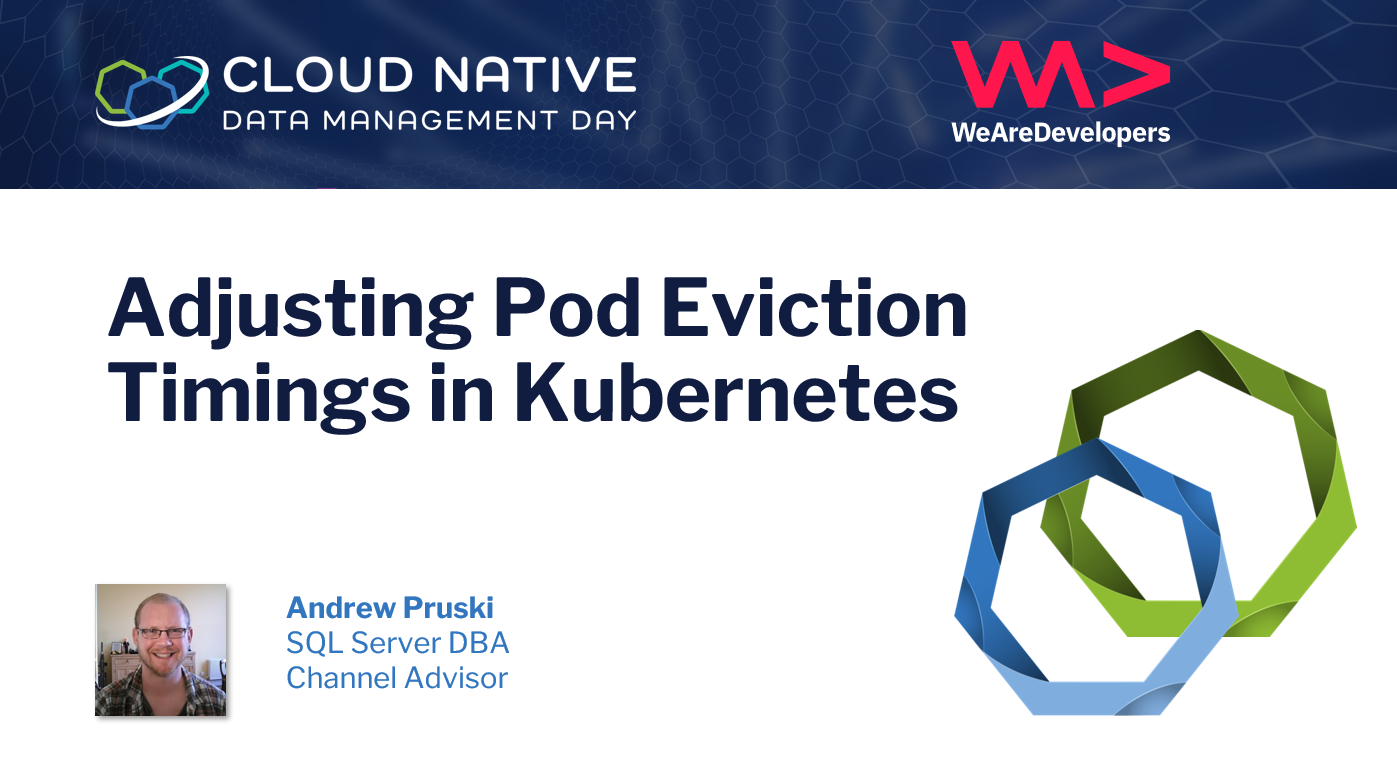 CLOUD NATIVE
DATA MANAGEMENT DAY
WeAreDevelopers
Adjusting Pod Eviction
Timings in Kubernetes
Andrew Pruski
SQL Server DBA
Channel Advisor